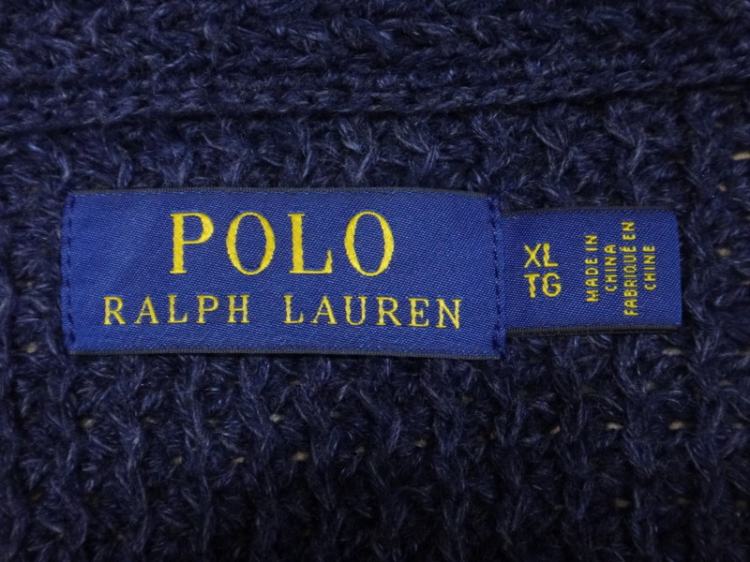 POLO
RALPH LAUREN
XL
TG
MADE IN
CHINA
FABRIQUÉ EN
CHINE